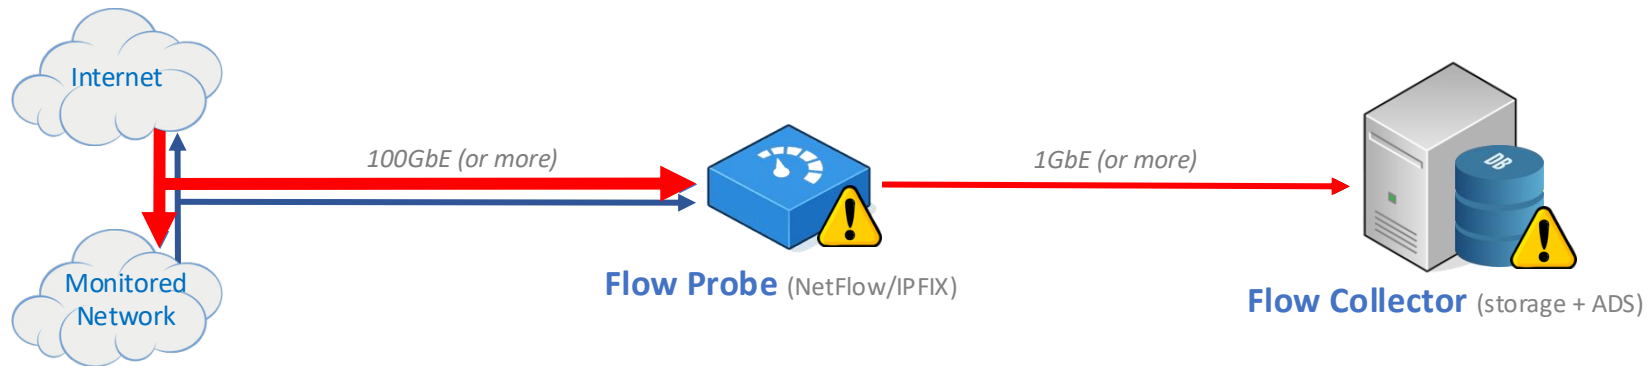 Internet
100GbE (or more)
1GbE (or more)
DB
Monitored
Network
Flow Probe (NetFlow/IPFIX)
Flow Collector (storage + ADS)